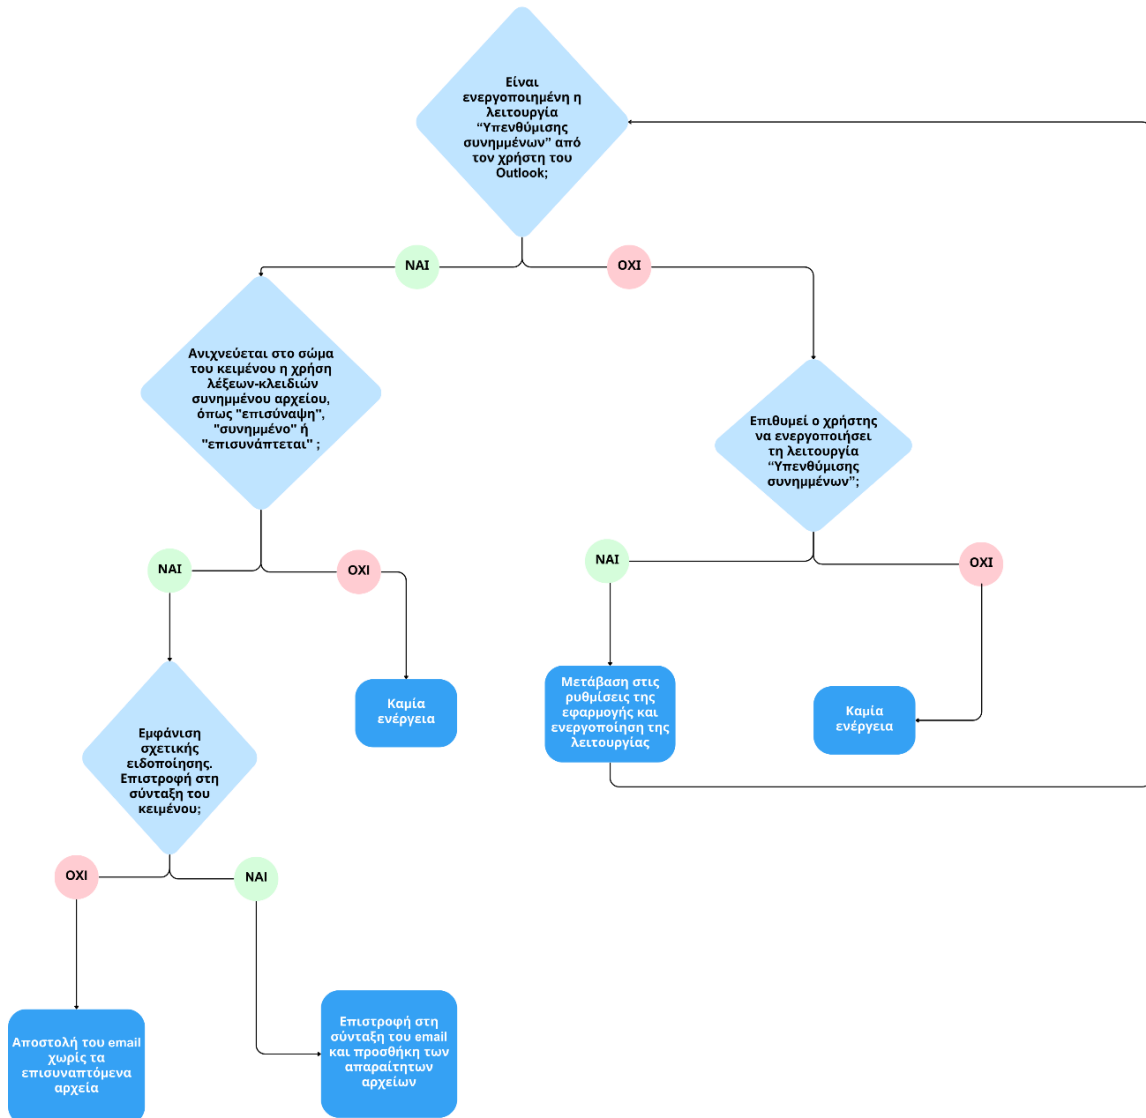 Είναι
ενεργοποιημένη η
λειτουργία
“Υπενθύμισης
συνημμένων” από
τον χρήστη του
Outlook;
ΝΑΙ
ΟΧΙ
Ανιχνεύεται στο σώμα
του κειμένου η χρήση
λέξεων-κλειδιών
συνημμένου αρχείου,
όπως "επισύναψη",
"συνημμένο" ή
"επισυνάπτεται" ;
Επιθυμεί ο χρήστης
να ενεργοποιήσει
τη λειτουργία
“Υπενθύμισης
συνημμένων”;
ΝΑΙ
ΟΧΙ
ΝΑΙ
ΟΧΙ
Εμφάνιση
σχετικής
ειδοποίησης.
Επιστροφή στη
σύνταξη του
κειμένου;
Καμία
ενέργεια
Μετάβαση στις
ρυθμίσεις της
εφαρμογής και
ενεργοποίηση της
λειτουργίας
Καμία
ενέργεια
ΟΧΙ
ΝΑΙ
Αποστολή του email
χωρίς τα
επισυναπτόμενα
αρχεία
Επιστροφή στη
σύνταξη του email
και προσθήκη των
απαραίτητων
αρχείων